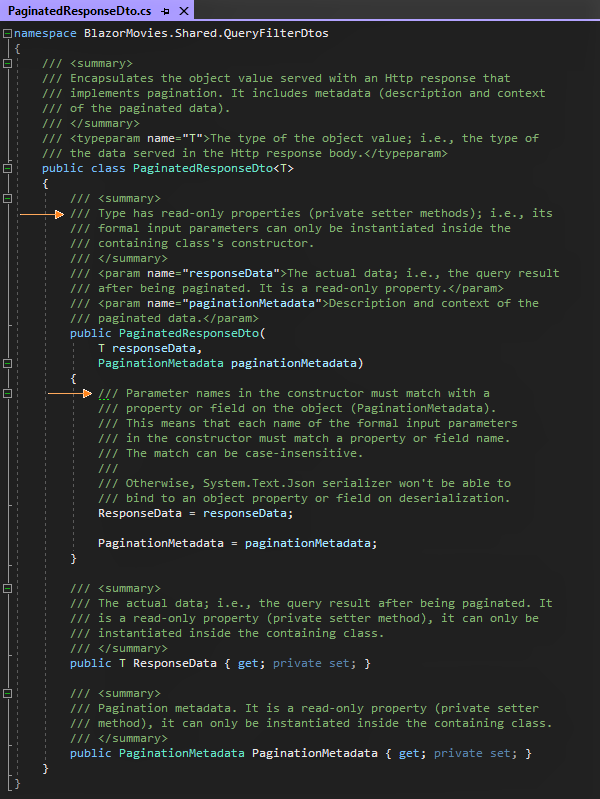 PaginatedResponseDto.cs
namespace BlazorMovies.Shared.QueryFilterDtos
{
/// <summary>
/// Encapsulates the object value served with an Http response that
/// implements pagination. It includes metadata (description and context
/// of the paginated data).
/// </summary>
/// <typeparam name="T">The type of the object value; i.e., the type of
/// the data served in the Http response body.</typeparam>
public class PaginatedResponseDto<T>
{
/// <summary>
/// Type has read-only properties (private setter methods); i.e., its
/// formal input parameters can only be instantiated inside the
/// containing class's constructor.
/// </summary>
/// <param name="responseData">The actual data; i.e., the query result
/// after being paginated. It is a read-only property.</param>
/// <param name="paginationMetadata">Description and context of the
/// paginated data.</param>
public PaginatedResponseDto(
T responseData,
PaginationMetadata paginationMetadata)
{
/// Parameter names in the constructor must match with a
/// property or field on the object (PaginationMetadata).
/// This means that each name of the formal input parameters
/// in the constructor must match a property or field name.
/// The match can be case-insensitive.
///
/// Otherwise, System.Text.Json serializer won't be able to
/// bind to an object property or field on deserialization.
ResponseData = responseData;
PaginationMetadata = paginationMetadata;
}
/// <summary>
/// The actual data; i.e., the query result after being paginated. It
/// is a read-only property (private setter method), it can only be
/// instantiated inside the containing class.
/// </summary>
public T ResponseData { get; private set; }
/// <summary>
/// Pagination metadata. It is a read-only property (private setter
/// method), it can only be instantiated inside the containing class.
/// </summary>
public PaginationMetadata PaginationMetadata { get; private set; }
}
}